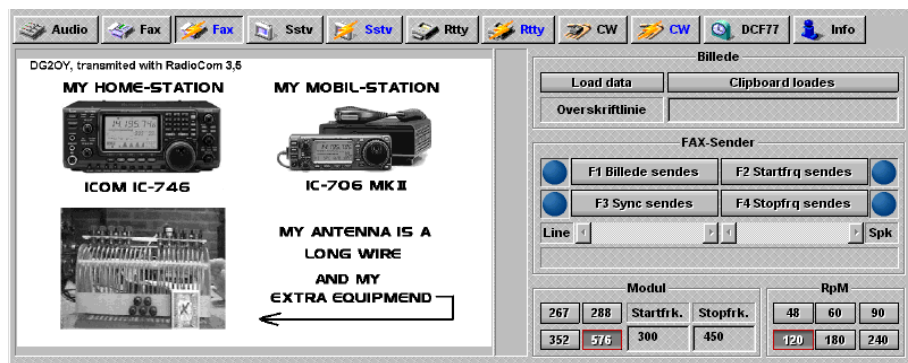 Audio Fax Fax Sstv Sstv Rtty Rtty CW CW DCF77 Info
DG2OY, transmited with RadioCom 3,5
MY HOME-STATION MY MOBIL-STATION
14.195.74
ICOM IC-746 IC-706 MK II
MY ANTENNA IS A
LONG WIRE
AND MY
EXTRA EQUIPMEND
Billede
Load data Clipboard loades
Overskriftlinie
FAX-Sender
F1 Billede sendes F2 Startfrq sendes
F3 Sync sendes F4 Stopfrq sendes
Line Spk
Modul RpM
267 288 Startfrk. Stopfrk. 48 60 90
352 576 300 450 120 180 240